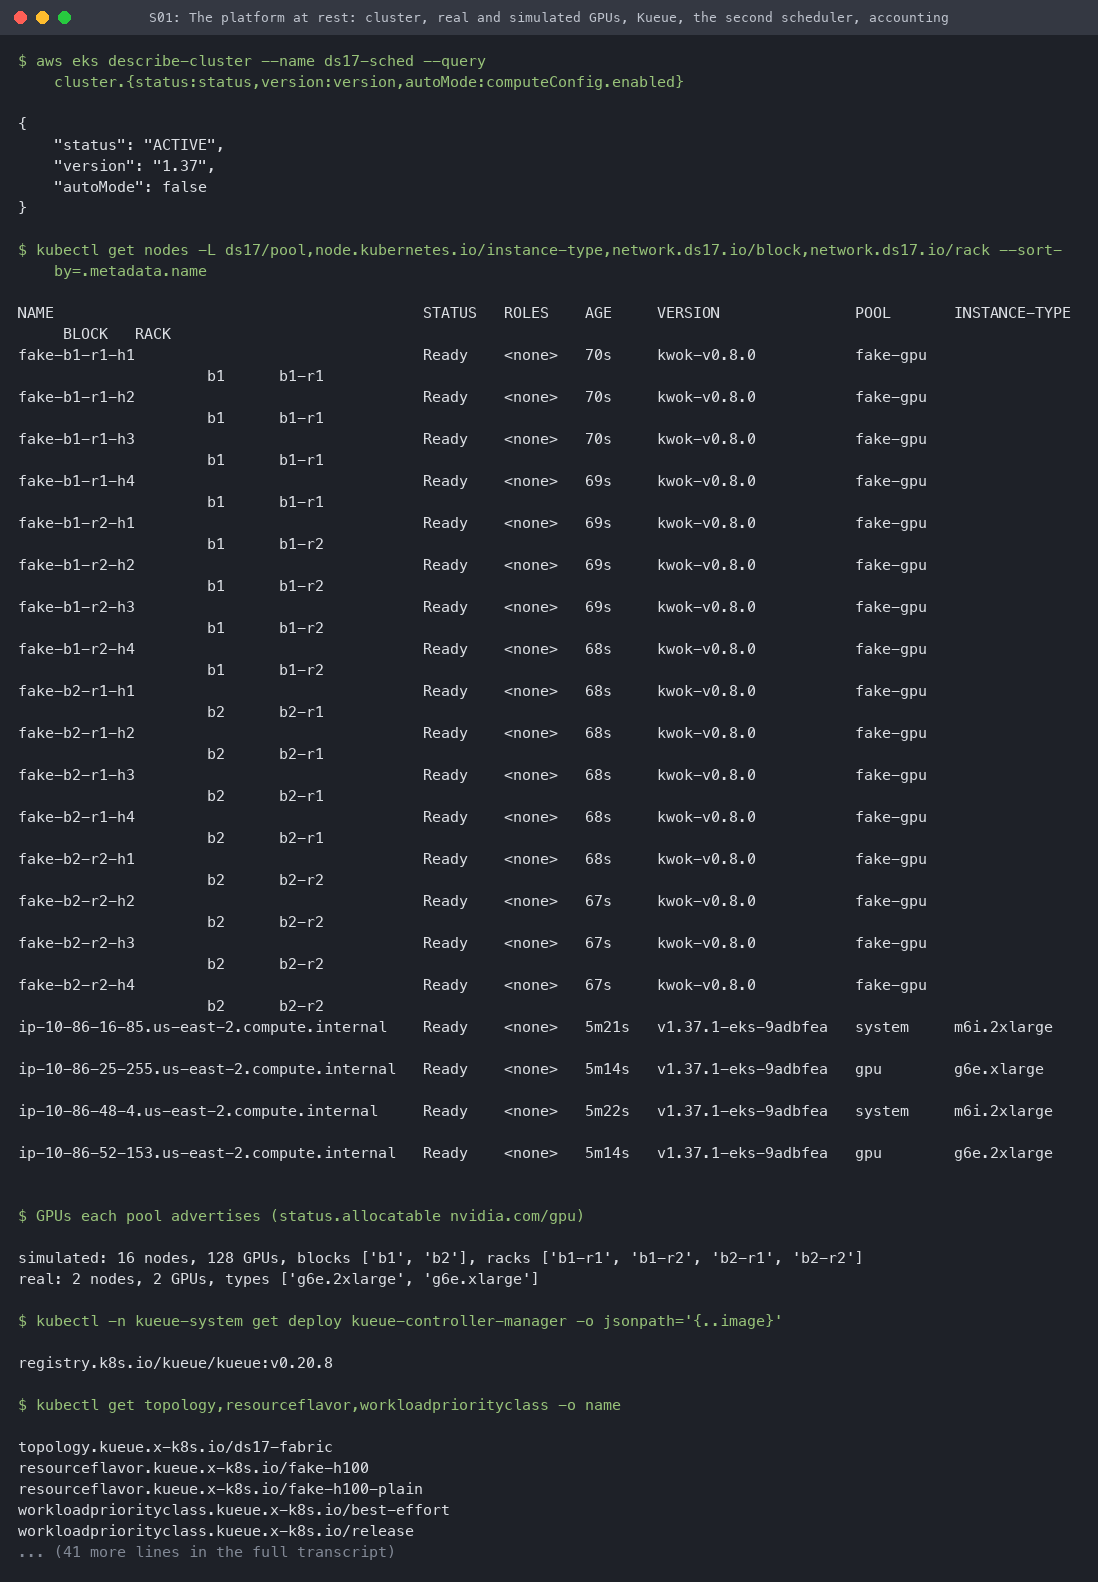 S01: The platform at rest: cluster, real and simulated GPUs, Kueue, the second scheduler, accounting
$ aws eks describe-cluster --name ds17-sched --query
cluster.{status:status,version:version,autoMode:computeConfig.enabled}
{
"status": "ACTIVE",
"version": "1.37",
"autoMode": false
}
$ kubectl get nodes -L ds17/pool,node.kubernetes.io/instance-type,network.ds17.io/block,network.ds17.io/rack --sort-
by=.metadata.name
NAME STATUS ROLES AGE VERSION POOL INSTANCE-TYPE
BLOCK RACK
fake-b1-r1-h1 Ready <none> 70s kwok-v0.8.0 fake-gpu
b1 b1-r1
fake-b1-r1-h2 Ready <none> 70s kwok-v0.8.0 fake-gpu
b1 b1-r1
fake-b1-r1-h3 Ready <none> 70s kwok-v0.8.0 fake-gpu
b1 b1-r1
fake-b1-r1-h4 Ready <none> 69s kwok-v0.8.0 fake-gpu
b1 b1-r1
fake-b1-r2-h1 Ready <none> 69s kwok-v0.8.0 fake-gpu
b1 b1-r2
fake-b1-r2-h2 Ready <none> 69s kwok-v0.8.0 fake-gpu
b1 b1-r2
fake-b1-r2-h3 Ready <none> 69s kwok-v0.8.0 fake-gpu
b1 b1-r2
fake-b1-r2-h4 Ready <none> 68s kwok-v0.8.0 fake-gpu
b1 b1-r2
fake-b2-r1-h1 Ready <none> 68s kwok-v0.8.0 fake-gpu
b2 b2-r1
fake-b2-r1-h2 Ready <none> 68s kwok-v0.8.0 fake-gpu
b2 b2-r1
fake-b2-r1-h3 Ready <none> 68s kwok-v0.8.0 fake-gpu
b2 b2-r1
fake-b2-r1-h4 Ready <none> 68s kwok-v0.8.0 fake-gpu
b2 b2-r1
fake-b2-r2-h1 Ready <none> 68s kwok-v0.8.0 fake-gpu
b2 b2-r2
fake-b2-r2-h2 Ready <none> 67s kwok-v0.8.0 fake-gpu
b2 b2-r2
fake-b2-r2-h3 Ready <none> 67s kwok-v0.8.0 fake-gpu
b2 b2-r2
fake-b2-r2-h4 Ready <none> 67s kwok-v0.8.0 fake-gpu
b2 b2-r2
ip-10-86-16-85.us-east-2.compute.internal Ready <none> 5m21s v1.37.1-eks-9adbfea system m6i.2xlarge
ip-10-86-25-255.us-east-2.compute.internal Ready <none> 5m14s v1.37.1-eks-9adbfea gpu g6e.xlarge
ip-10-86-48-4.us-east-2.compute.internal Ready <none> 5m22s v1.37.1-eks-9adbfea system m6i.2xlarge
ip-10-86-52-153.us-east-2.compute.internal Ready <none> 5m14s v1.37.1-eks-9adbfea gpu g6e.2xlarge
$ GPUs each pool advertises (status.allocatable nvidia.com/gpu)
simulated: 16 nodes, 128 GPUs, blocks ['b1', 'b2'], racks ['b1-r1', 'b1-r2', 'b2-r1', 'b2-r2']
real: 2 nodes, 2 GPUs, types ['g6e.2xlarge', 'g6e.xlarge']
$ kubectl -n kueue-system get deploy kueue-controller-manager -o jsonpath='{..image}'
registry.k8s.io/kueue/kueue:v0.20.8
$ kubectl get topology,resourceflavor,workloadpriorityclass -o name
topology.kueue.x-k8s.io/ds17-fabric
resourceflavor.kueue.x-k8s.io/fake-h100
resourceflavor.kueue.x-k8s.io/fake-h100-plain
workloadpriorityclass.kueue.x-k8s.io/best-effort
workloadpriorityclass.kueue.x-k8s.io/release
... (41 more lines in the full transcript)